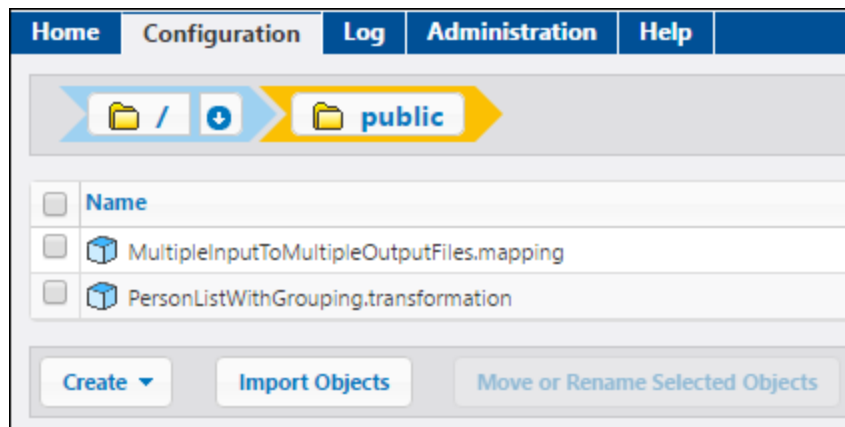 Home Configuration Log Administration Help
/ public
Name
MultipleInputToMultipleOutputFiles.mapping
PersonListWithGrouping.transformation
Create Import Objects Move or Rename Selected Objects